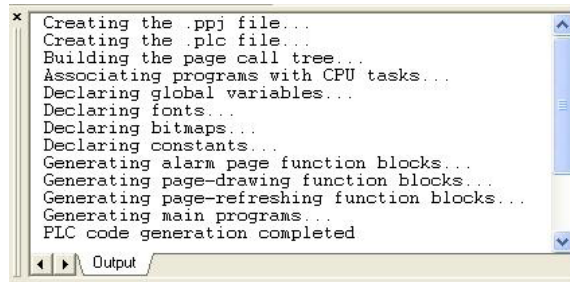 Creating the .ppj file...
Creating the .plc file...
Building the page call tree...
Associating programs with CPU tasks...
Declaring global variables...
Declaring fonts...
Declaring bitmaps...
Declaring constants...
Generating alarm page function blocks...
Generating page-drawing function blocks...
Generating page-refreshing function blocks...
Generating main programs...
PLC code generation completed
Output